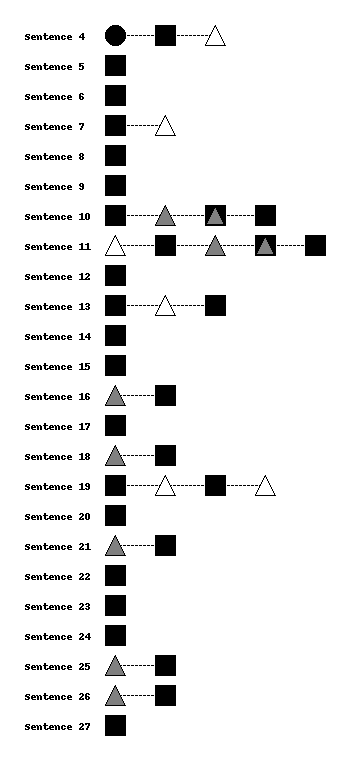 Sentence 4
Sentence 5
Sentence 6
Sentence 7
Sentence 8
Sentence 9
Sentence 10
Sentence 11
Sentence 12
Sentence 13
Sentence 14
Sentence 15
Sentence 16
Sentence 17
Sentence 18
Sentence 19
Sentence 20
Sentence 21
Sentence 22
Sentence 23
Sentence 24
Sentence 25
Sentence 26
Sentence 27